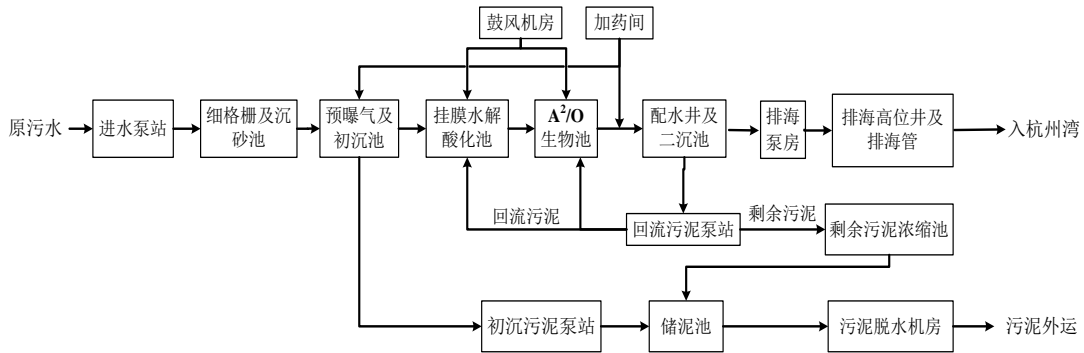 鼓风机房
加药间
原污水
进水泵站
细格栅及沉
砂池
预曝气及
初沉池
挂膜水解
酸化池
A²/O
生物池
配水井及
二沉池
排海
泵房
排海高位井及
排海管
入杭州湾
回流污泥
回流污泥泵站
剩余污泥
剩余污泥浓缩池
初沉污泥泵站
储泥池
污泥脱水机房
污泥外运